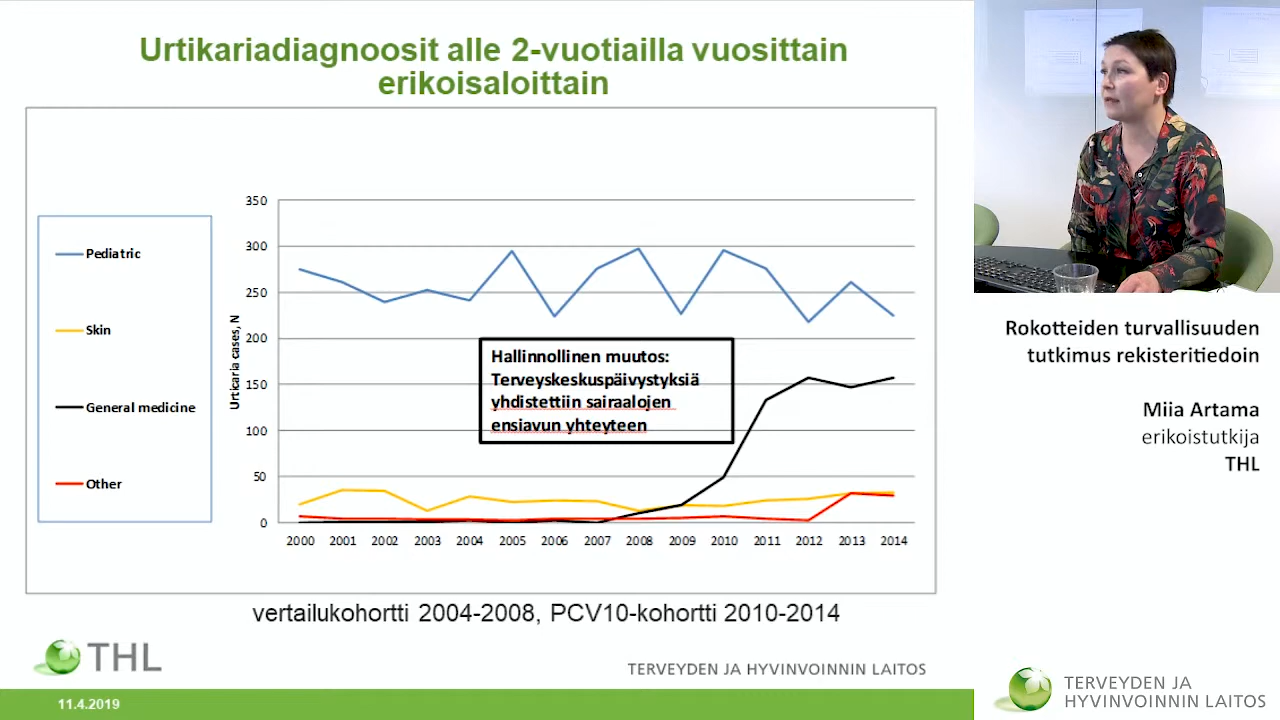 Urtikariadiagnoosit alle 2-vuotiailla vuosittain
erikoisaloittain
Pediatric
Skin
General medicine
Other
Urticaria cases, N
350
300
250
200
150
100
50
0
Hallinnollinen muutos:
Terveyskeskuspäivystyksiä
yhdistettiin sairaalojen
ensiavun yhteyteen
2000 2001 2002 2003 2004 2005 2006 2007 2008 2009 2010 2011 2012 2013 2014
vertailukohortti 2004-2008, PCV10-kohortti 2010-2014
THL
TERVEYDEN JA HYVINVOINNIN LAITOS
11.4.2019
Rokotteiden turvallisuuden
tutkimus rekisteritiedoin
Miia Artama
erikoistutkija
THL
TERVEYDEN JA
HYVINVOINNIN LAITOS